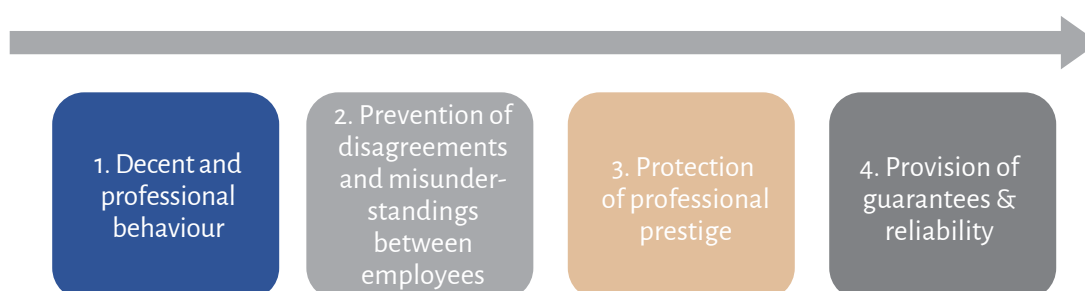 1. Decent and
professional
behaviour
2. Prevention of
disagreements
and misunder-
standings
between
employees
3. Protection
of professional
prestige
4. Provision of
guarantees &
reliability